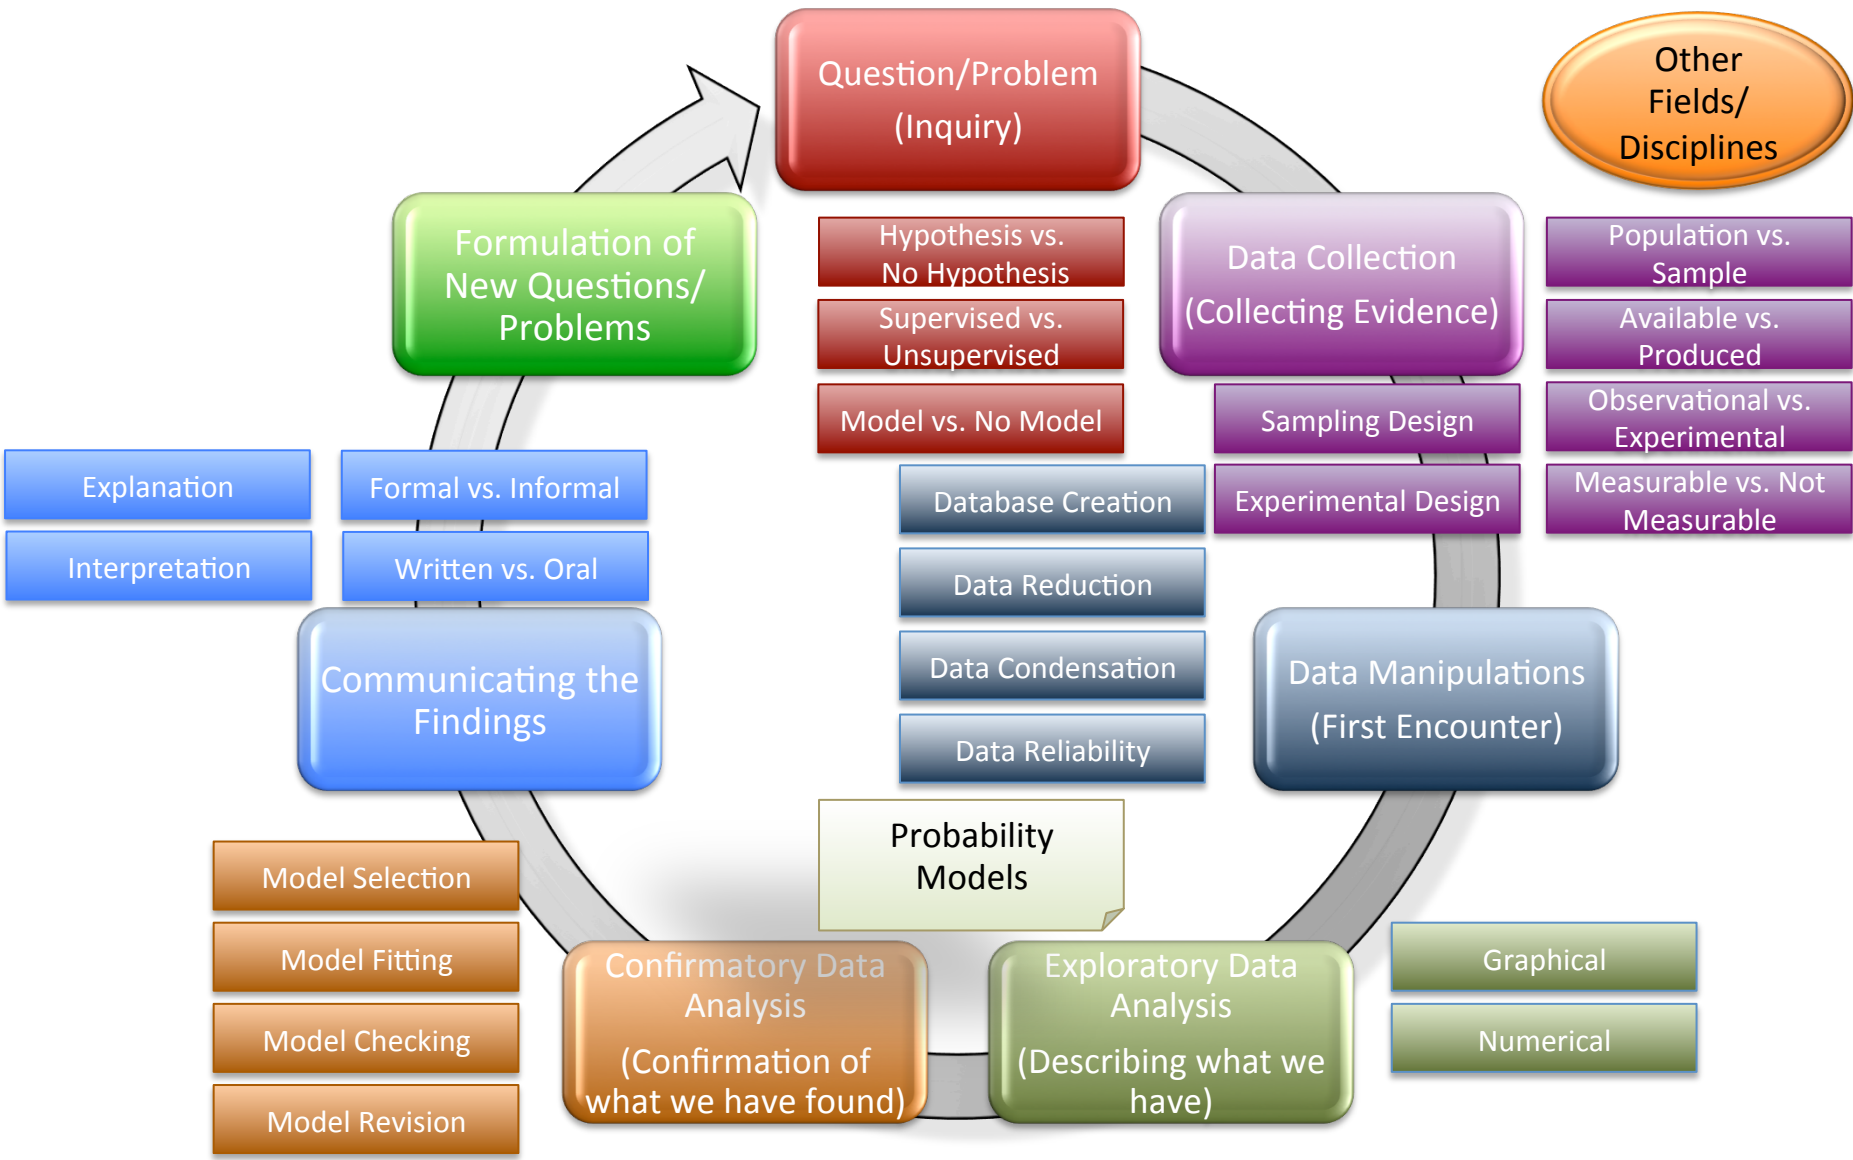 Question/Problem
(Inquiry)
Other
Fields/
Disciplines
Formulation of
New Questions/
Problems
Hypothesis vs.
No Hypothesis
Supervised vs.
Unsupervised
Model vs. No Model
Data Collection
(Collecting Evidence)
Population vs.
Sample
Available vs.
Produced
Observational vs.
Experimental
Measurable vs. Not
Measurable
Sampling Design
Experimental Design
Explanation
Formal vs. Informal
Interpretation
Written vs. Oral
Database Creation
Data Reduction
Data Condensation
Data Reliability
Communicating the
Findings
Data Manipulations
(First Encounter)
Probability
Models
Model Selection
Model Fitting
Model Checking
Model Revision
Confirmatory Data
Analysis
(Confirmation of
what we have found)
Exploratory Data
Analysis
(Describing what we
have)
Graphical
Numerical